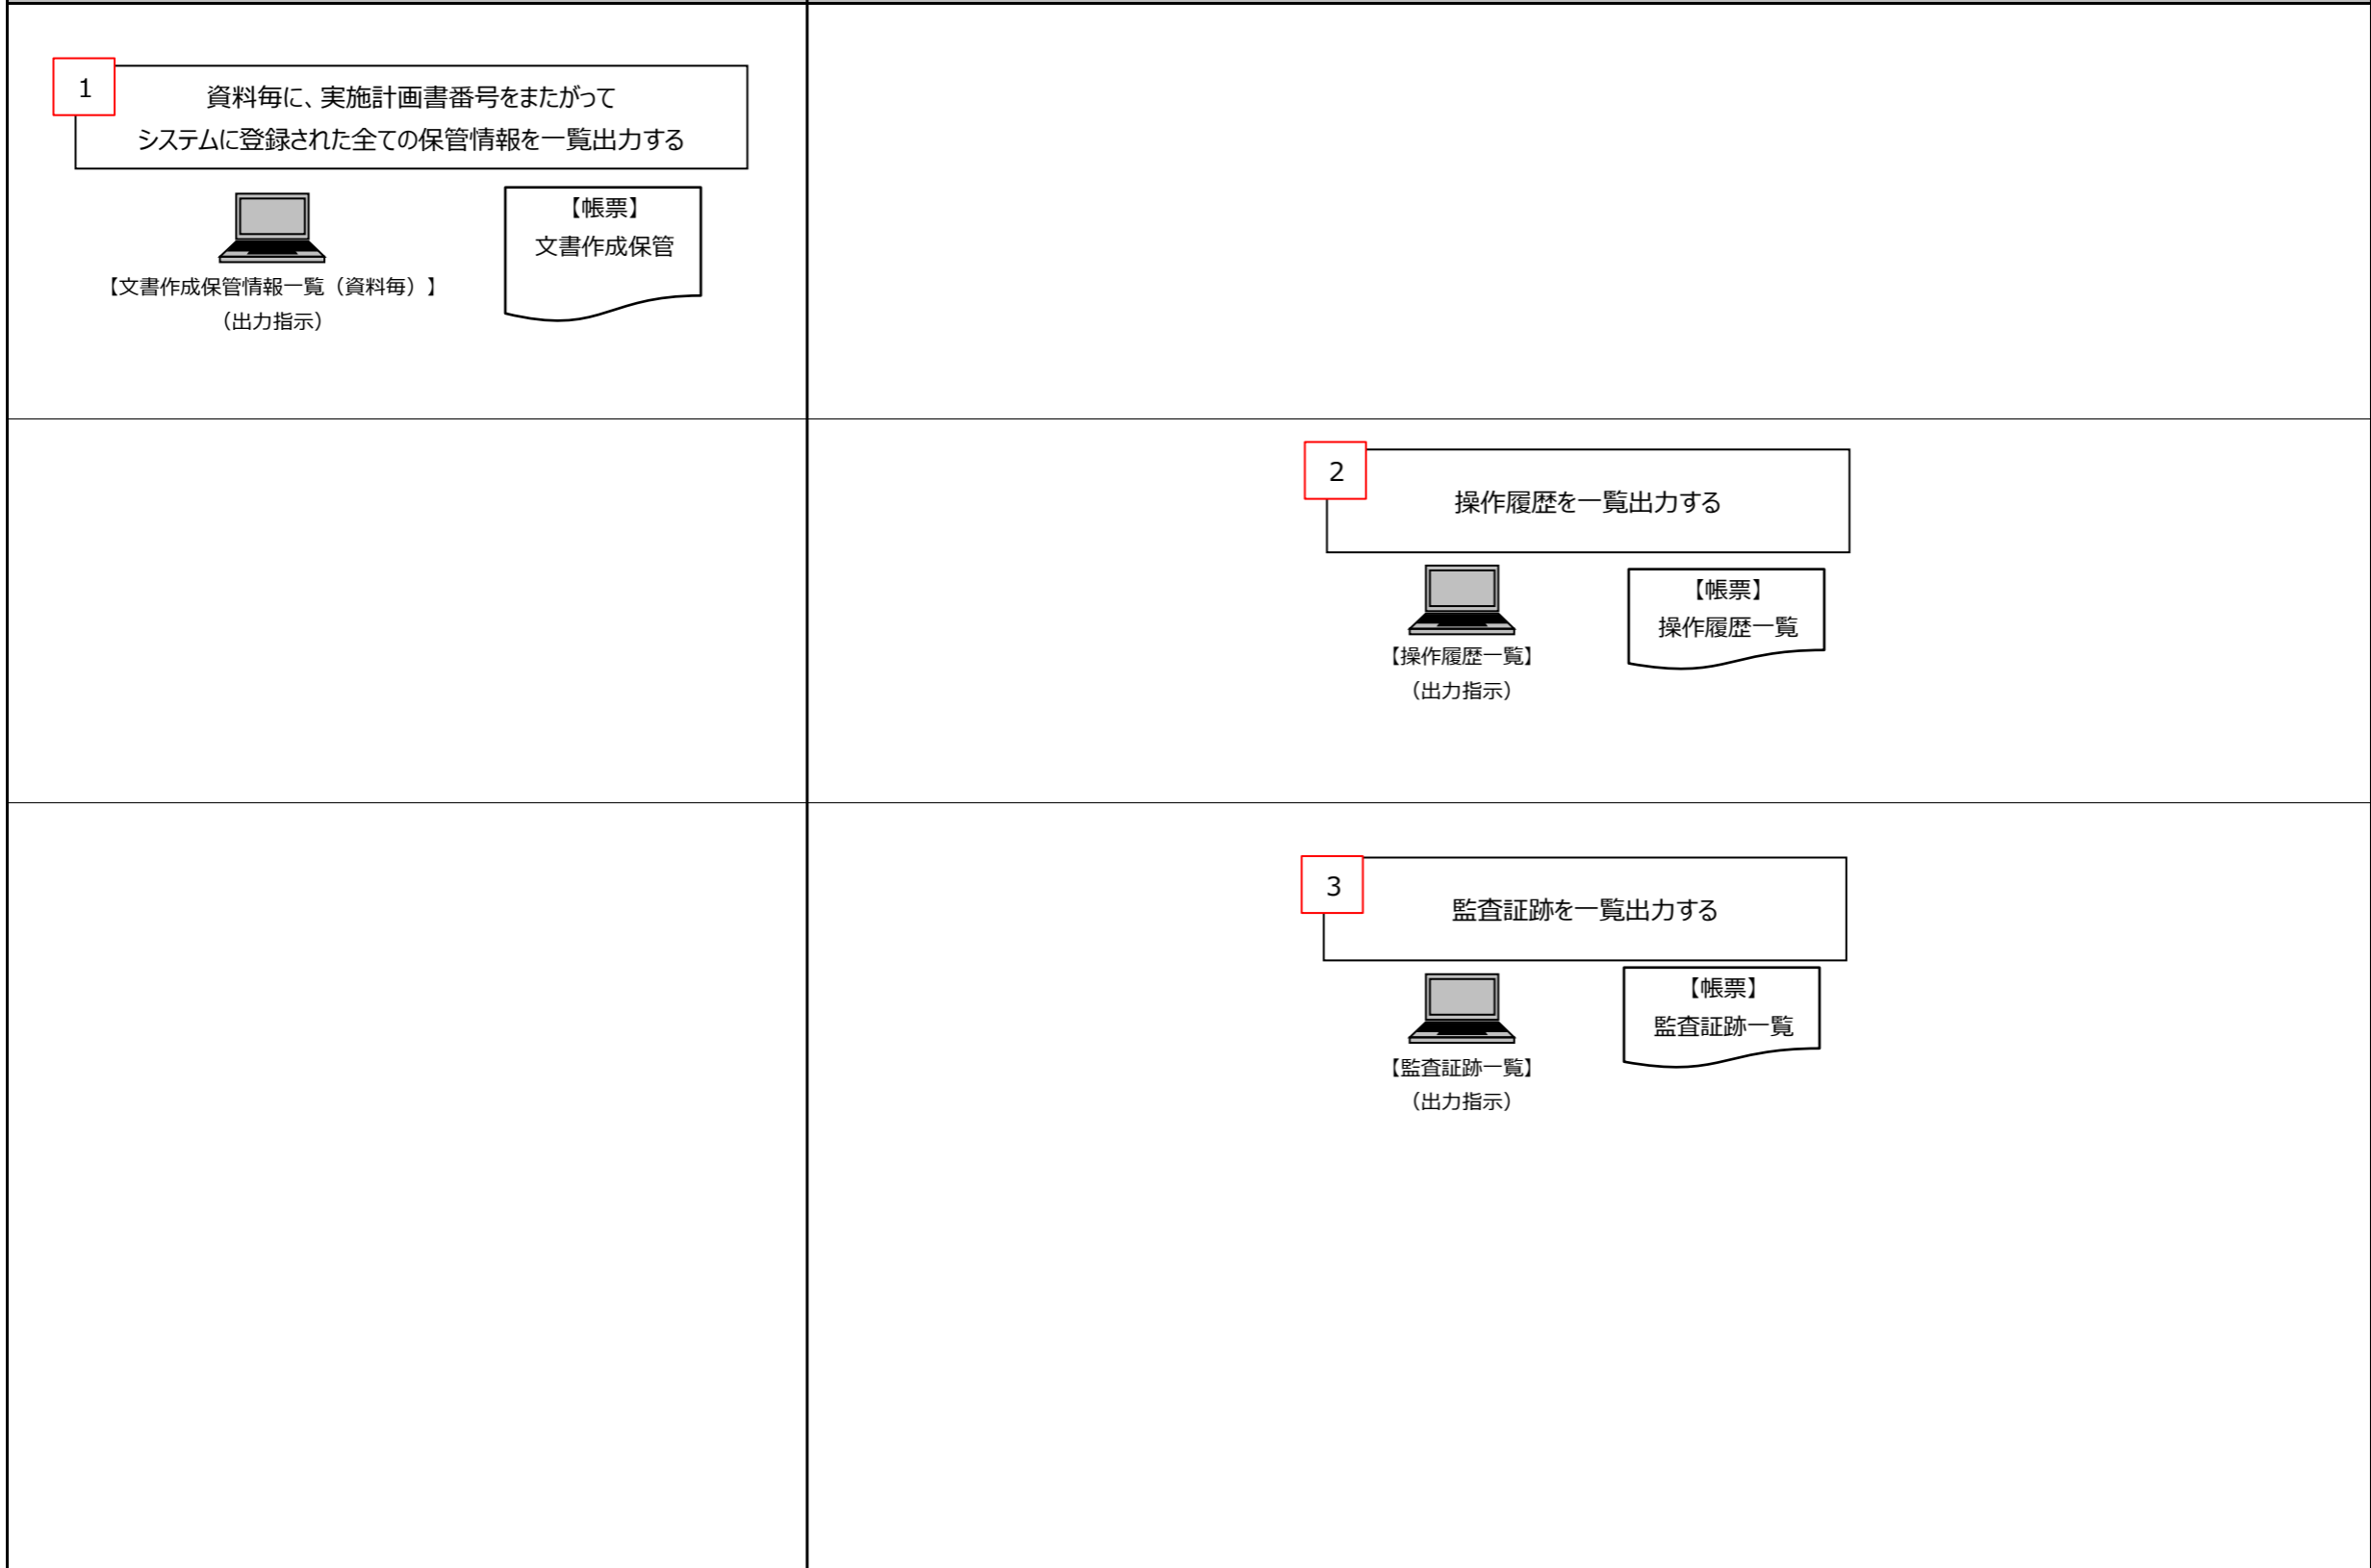 1
資料毎に、実施計画書番号をまたがって
システムに登録された全ての保管情報を一覧出力する
【帳票】
文書作成保管
【文書作成保管情報一覧（資料毎）】
（出力指示）
2
操作履歴を一覧出力する
【帳票】
操作履歴一覧
【操作履歴一覧】
（出力指示）
3
監査証跡を一覧出力する
【帳票】
監査証跡一覧
【監査証跡一覧】
（出力指示）